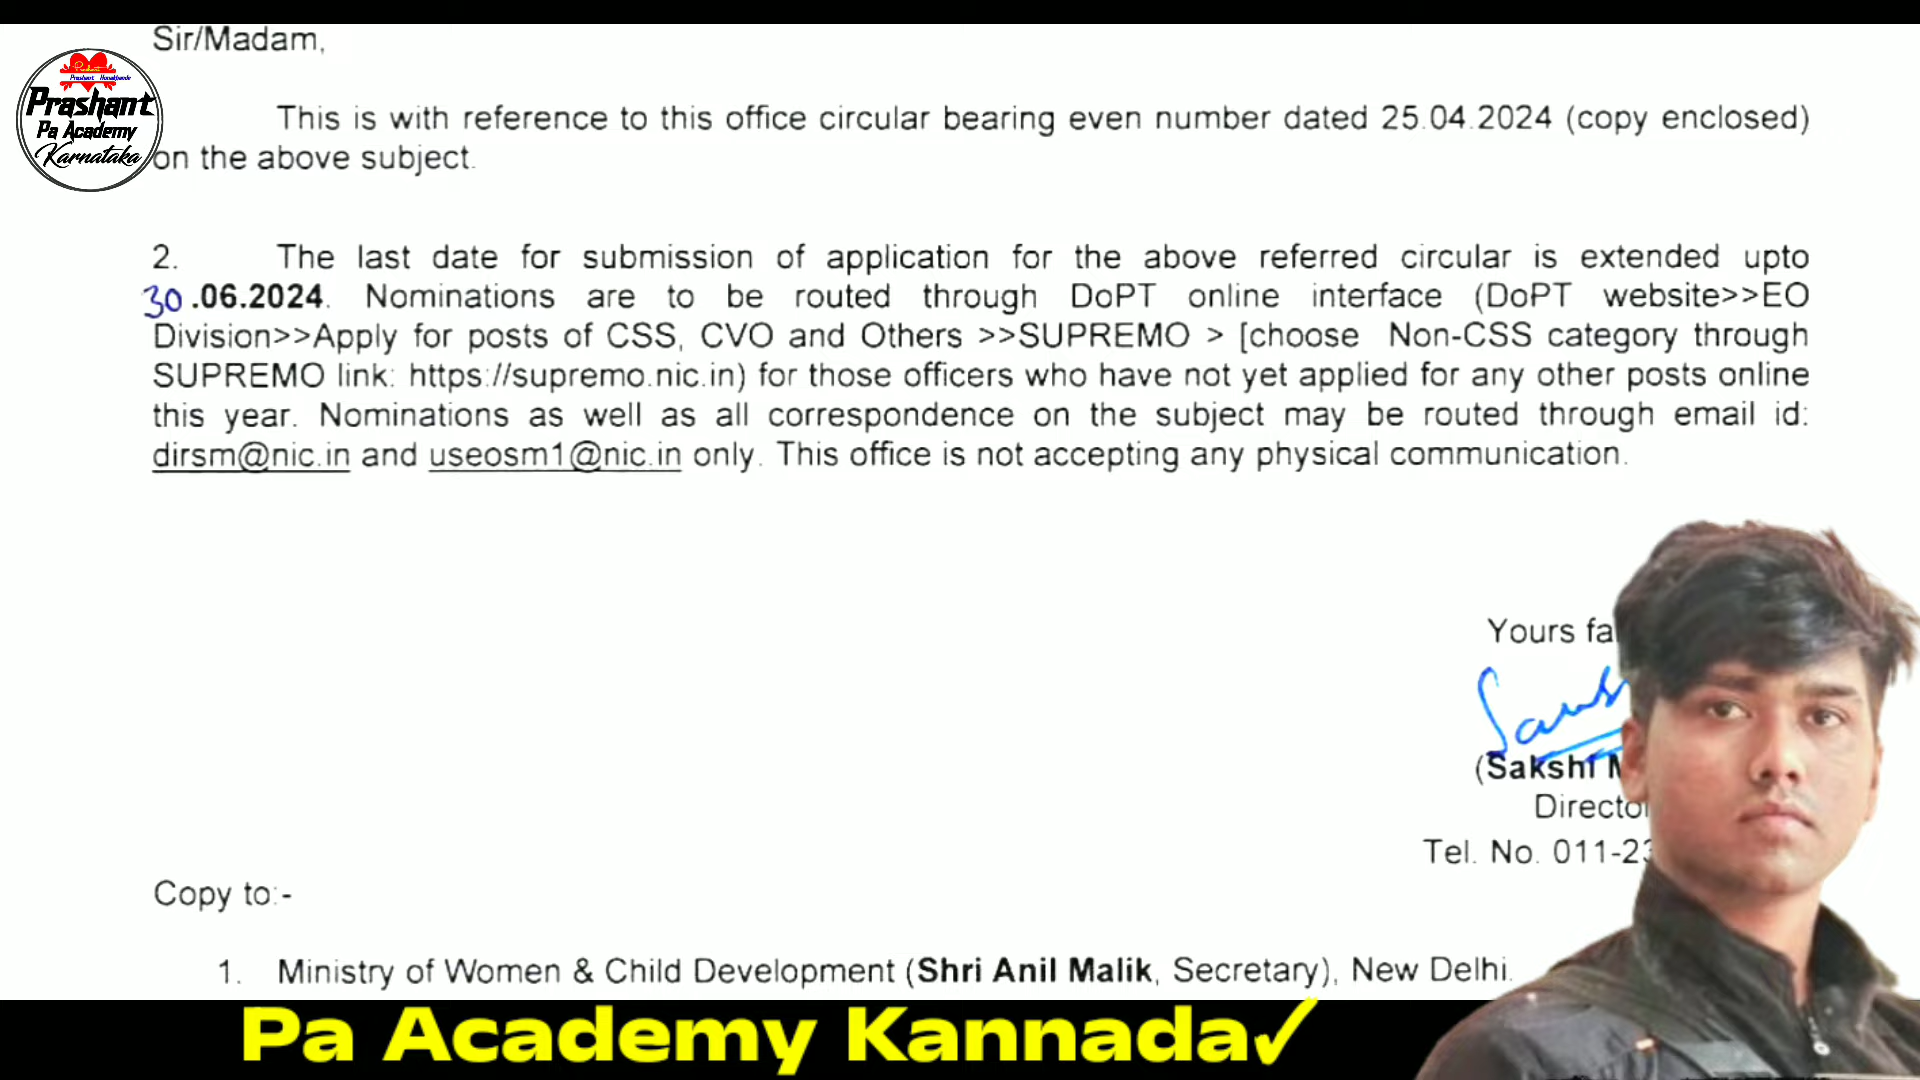 Sir/Madam,
Prashant Honakhande
Prashant
Pa Academy
Karnataka
This is with reference to this office circular bearing even number dated 25.04.2024 (copy enclosed)
on the above subject.
2. The last date for submission of application for the above referred circular is extended upto
30.06.2024. Nominations are to be routed through DoPT online interface (DoPT website>>EO
Division>>Apply for posts of CSS, CVO and Others >>SUPREMO > [choose Non-CSS category through
SUPREMO link: https://supremo.nic.in) for those officers who have not yet applied for any other posts online
this year. Nominations as well as all correspondence on the subject may be routed through email id:
dirsm@nic.in and useosm1@nic.in only. This office is not accepting any physical communication.
Yours fa
(Sakshi M
Director
Tel. No. 011-23
Copy to:-
1. Ministry of Women & Child Development (Shri Anil Malik, Secretary), New Delhi.
Pa Academy Kannada✓